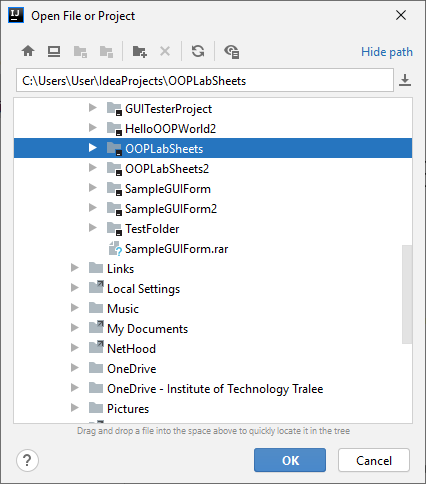 IJ Open File or Project
Hide path
C:\Users\User\IdeaProjects\OOPLabSheets
GUITesterProject
HelloOOPWorld2
OOPLabSheets
OOPLabSheets2
SampleGUIForm
SampleGUIForm2
TestFolder
SampleGUIForm.rar
Links
Local Settings
Music
My Documents
NetHood
OneDrive
OneDrive - Institute of Technology Tralee
Pictures
Drag and drop a file into the space above to quickly locate it in the tree
? OK Cancel